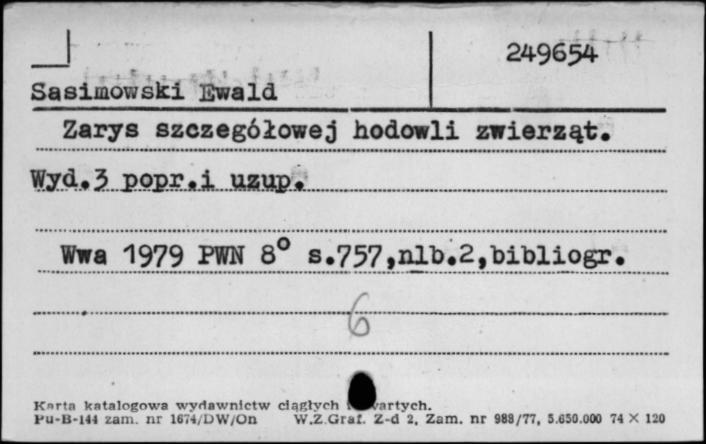 249654
Sąsimowski Ewald
Zarys szczegółowej hodowli zwierząt.
Wyd.3 popr.i uzup.
Wwa 1979 PWN 8° s.757,nlb.2,bibliogr.
6
Karta katalogowa wydawnictw ciągłych i zwartych.
Pu-B-144 zam. nr 1674/DW/On W.Z.Graf. Z-d 2, Zam. nr 988/77, 5.650.000 74 X 120